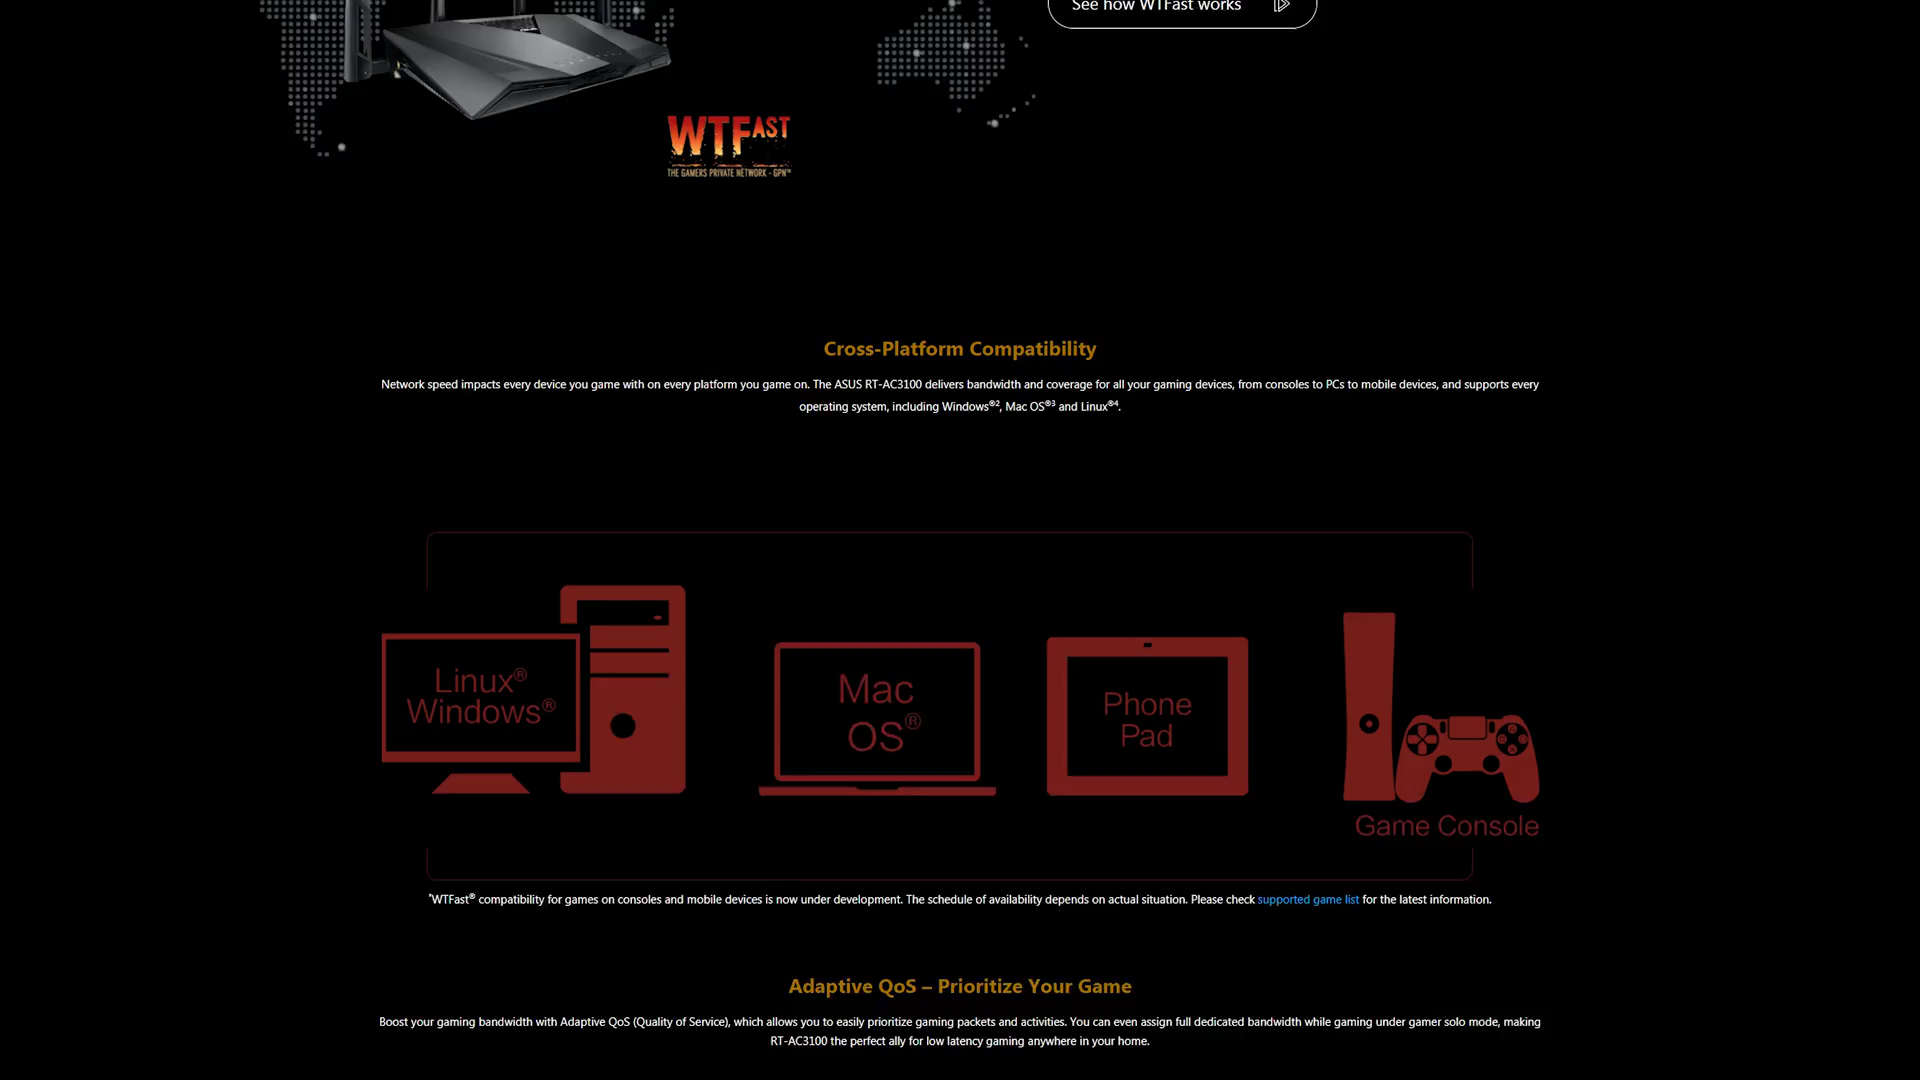 See how WTFast works
WTFAST
THE GAMERS PRIVATE NETWORK - GPN™
Cross-Platform Compatibility
Network speed impacts every device you game with on every platform you game on. The ASUS RT-AC3100 delivers bandwidth and coverage for all your gaming devices, from consoles to PCs to mobile devices, and supports every
operating system, including Windows®2, Mac OS®3 and Linux®4.
Linux®
Windows®
Mac
OS®
Phone
Pad
Game Console
*WTFast® compatibility for games on consoles and mobile devices is now under development. The schedule of availability depends on actual situation. Please check supported game list for the latest information.
Adaptive QoS – Prioritize Your Game
Boost your gaming bandwidth with Adaptive QoS (Quality of Service), which allows you to easily prioritize gaming packets and activities. You can even assign full dedicated bandwidth while gaming under gamer solo mode, making
RT-AC3100 the perfect ally for low latency gaming anywhere in your home.